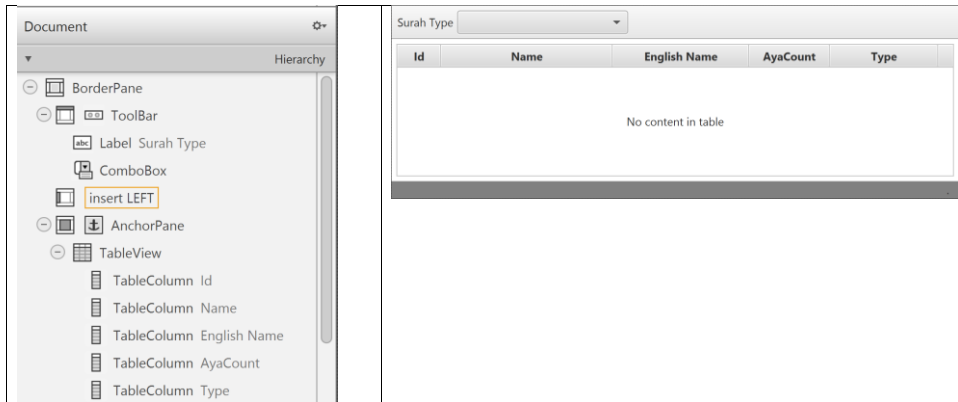 Document
Hierarchy
BorderPane
ToolBar
abc Label Surah Type
ComboBox
insert LEFT
AnchorPane
TableView
TableColumn Id
TableColumn Name
TableColumn English Name
TableColumn AyaCount
TableColumn Type
Surah Type
Id Name English Name AyaCount Type
No content in table